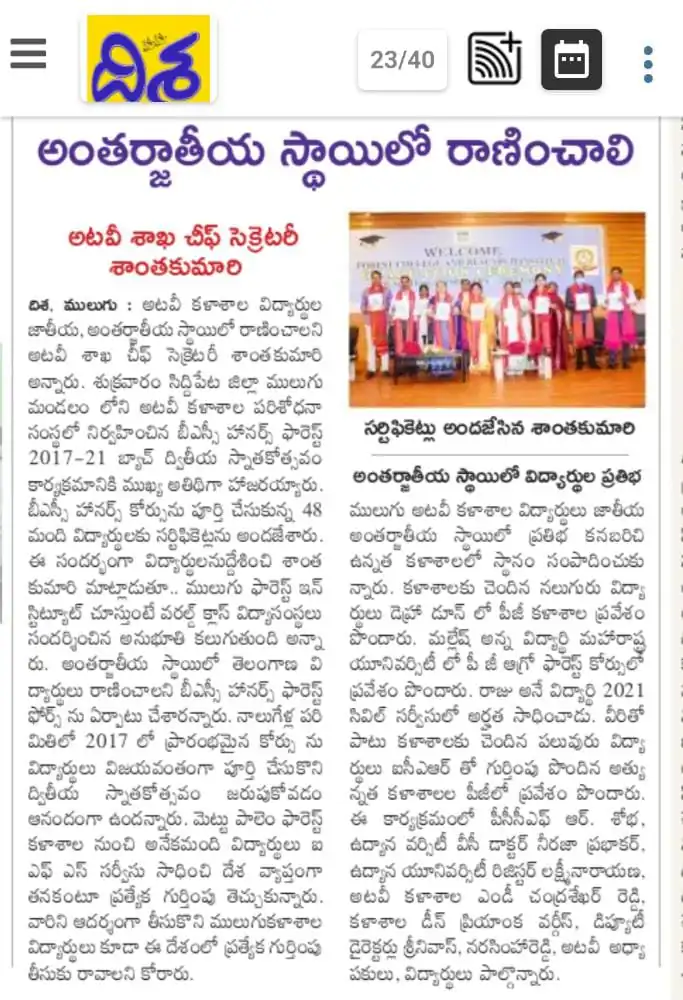 దిశ
23/40
అంతర్జాతీయ స్థాయిలో రాణించాలి
అటవీ శాఖ చీఫ్ సెక్రెటరీ
శాంతకుమారి
దిశ, ములుగు : అటవీ కళాశాల విద్యార్థుల
జాతీయ, అంతర్జాతీయ స్థాయిలో రాణించాలని
అటవీ శాఖ చీఫ్ సెక్రెటరీ శాంతకుమారి
అన్నారు. శుక్రవారం సిద్దిపేట జిల్లా ములుగు
మండలం లోని అటవీ కళాశాల పరిశోధనా
సంస్థలో నిర్వహించిన బీఎస్సీ హానర్స్ ఫారెస్ట్
2017-21 బ్యాచ్ ద్వితీయ స్నాతకోత్సవం
కార్యక్రమానికి ముఖ్య అతిథిగా హాజరయ్యారు.
బీఎస్సీ హానర్స్ కోర్సును పూర్తి చేసుకున్న 48
మంది విద్యార్థులకు సర్టిఫికెట్లను అందజేశారు.
ఈ సందర్భంగా విద్యార్థులనుద్దేశించి శాంత
కుమారి మాట్లాడుతూ.. ములుగు ఫారెస్ట్ ఇన్
స్టిట్యూట్ చూస్తుంటే వరల్డ్ క్లాస్ విద్యాసంస్థలు
సందర్శించిన అనుభూతి కలుగుతుంది అన్నా
రు. అంతర్జాతీయ స్థాయిలో తెలంగాణ వి
ద్యార్థులు రాణించాలని బీఎస్సీ హానర్స్ ఫారెస్ట్
ఫోర్స్ ను ఏర్పాటు చేశారన్నారు. నాలుగేళ్ల పరి
మితిలో 2017 లో ప్రారంభమైన కోర్సు ను
విద్యార్థులు విజయవంతంగా పూర్తి చేసుకొని
ద్వితీయ స్నాతకోత్సవం జరుపుకోవడం
ఆనందంగా ఉందన్నారు. మెట్టు పాలెం ఫారెస్ట్
కళాశాల నుంచి అనేకమంది విద్యార్థులు ఐ
ఎఫ్ ఎస్ సర్వీసు సాధించి దేశ వ్యాప్తంగా
తనకంటూ ప్రత్యేక గుర్తింపు తెచ్చుకున్నారు.
వారిని ఆదర్శంగా తీసుకొని ములుగుకళాశాల
విద్యార్థులు కూడా ఈ దేశంలో ప్రత్యేక గుర్తింపు
తీసుకు రావాలని కోరారు.
WELCOME
FOREST COLLEGE AND RESEARCH INSTITUTE
GRADUATION CEREMONY
సర్టిఫికెట్లు అందజేసిన శాంతకుమారి
అంతర్జాతీయ స్థాయిలో విద్యార్థుల ప్రతిభ
ములుగు అటవీ కళాశాల విద్యార్థులు జాతీయ
అంతర్జాతీయ స్థాయిలో ప్రతిభ కనబరిచి
ఉన్నత కళాశాలలో స్థానం సంపాదించుకు
న్నారు. కళాశాలకు చెందిన నలుగురు విద్యా
ర్థులు డెహ్రా డూన్ లో పీజీ కళాశాల ప్రవేశం
పొందారు. మల్లేష్ అన్న విద్యార్థి మహారాష్ట్ర
యూనివర్సిటీ లో పీ జీ ఆగ్రో ఫారెస్ట్ కోర్సులో
ప్రవేశం పొందారు. రాజు అనే విద్యార్థి 2021
సివిల్ సర్వీసులో అర్హత సాధించాడు. వీరితో
పాటు కళాశాలకు చెందిన పలువురు విద్యా
ర్థులు ఐసీఎఆర్ తో గుర్తింపు పొందిన అత్యు
న్నత కళాశాలల పీజీలో ప్రవేశం పొందారు.
ఈ కార్యక్రమంలో పీసీసీఎఫ్ ఆర్. శోభ,
ఉద్యాన వర్సిటీ వీసీ డాక్టర్ నీరజా ప్రభాకర్,
ఉద్యాన యూనివర్సిటీ రిజిస్టర్ లక్ష్మీనారాయణ,
అటవీ కళాశాల ఎండీ చంద్రశేఖర్ రెడ్డి,
కళాశాల డీన్ ప్రియాంక వర్గీస్, డిప్యూటీ
డైరెక్టర్లు శ్రీనివాస్, నరసింహారెడ్డి, అటవీ అధ్యా
పకులు, విద్యార్థులు పాల్గొన్నారు.